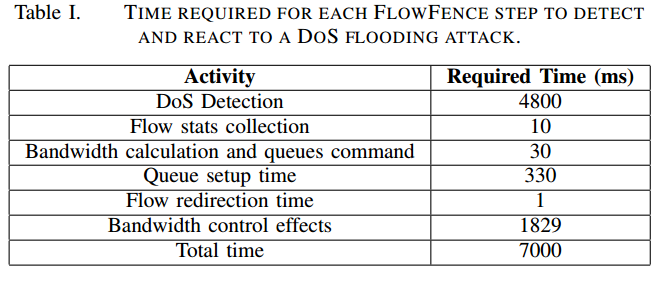 Table I. TIME REQUIRED FOR EACH FLOWFENCE STEP TO DETECT
AND REACT TO A DOS FLOODING ATTACK.
Activity Required Time (ms)
DoS Detection 4800
Flow stats collection 10
Bandwidth calculation and queues command 30
Queue setup time 330
Flow redirection time 1
Bandwidth control effects 1829
Total time 7000